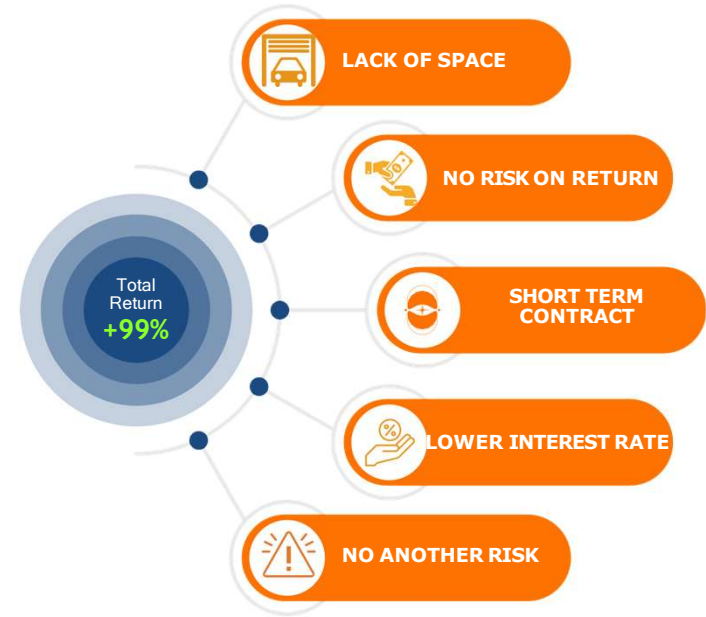 LACK OF SPACE
NO RISK ON RETURN
Total
Return
+99%
SHORT TERM
CONTRACT
%
LOWER INTEREST RATE
!
NO ANOTHER RISK